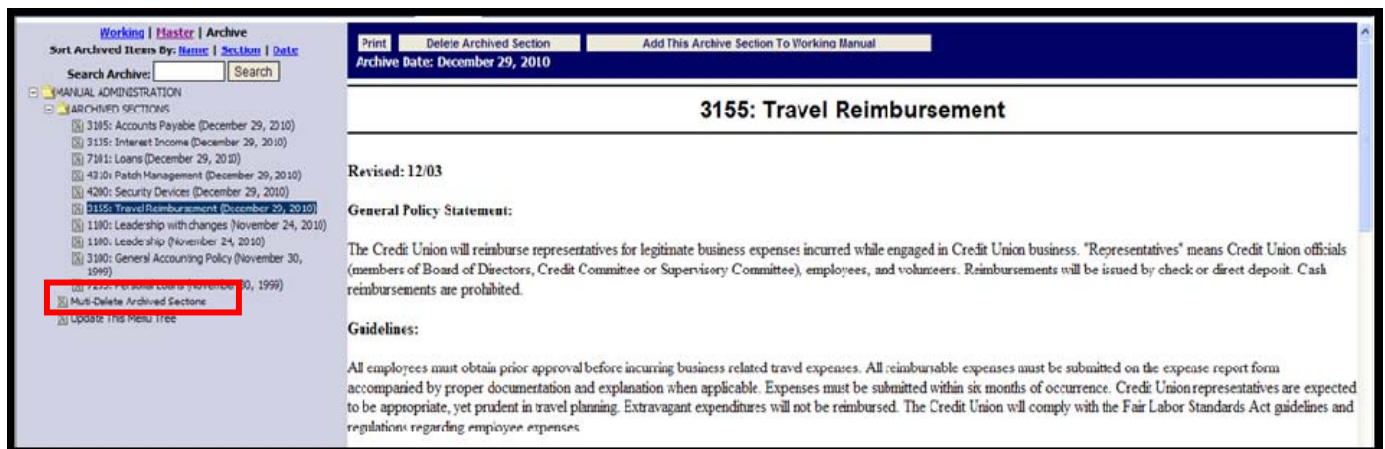 Working | Master | Archive
Sort Archived Items By: Name | Section | Date
Search Archive: Search
MANUAL ADMINISTRATION
ARCHIVED SECTIONS
3105: Accounts Payable (December 29, 2010)
3135: Interest Income (December 29, 2010)
7101: Loans (December 29, 2010)
4310: Patch Management (December 29, 2010)
4200: Security Devices (December 29, 2010)
3155: Travel Reimbursement (December 29, 2010)
1100: Leadership with changes (November 24, 2010)
1100: Leadership (November 24, 2010)
3100: General Accounting Policy (November 30,
1999)
Personal Loans (November 30, 1999)
Muti-Delete Archived Sections
Update This Menu Tree
Print Delete Archived Section Add This Archive Section To Working Manual
Archive Date: December 29, 2010
3155: Travel Reimbursement
Revised: 12/03
General Policy Statement:
The Credit Union will reimburse representatives for legitimate business expenses incurred while engaged in Credit Union business. "Representatives" means Credit Union officials
(members of Board of Directors, Credit Committee or Supervisory Committee), employees, and volunteers. Reimbursements will be issued by check or direct deposit. Cash
reimbursements are prohibited.
Guidelines:
All employees must obtain prior approval before incurring business related travel expenses. All reimbursable expenses must be submitted on the expense report form
accompanied by proper documentation and explanation when applicable. Expenses must be submitted within six months of occurrence. Credit Union representatives are expected
to be appropriate, yet prudent in travel planning. Extravagant expenditures will not be reimbursed. The Credit Union will comply with the Fair Labor Standards Act guidelines and
regulations regarding employee expenses